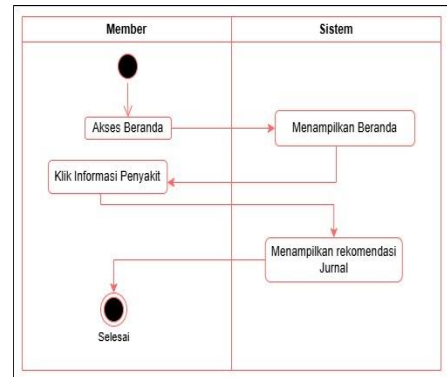 Member
Sistem
Akses Beranda
Menampilkan Beranda
Klik Informasi Penyakit
Menampilkan rekomendasi
Jurnal
Selesai